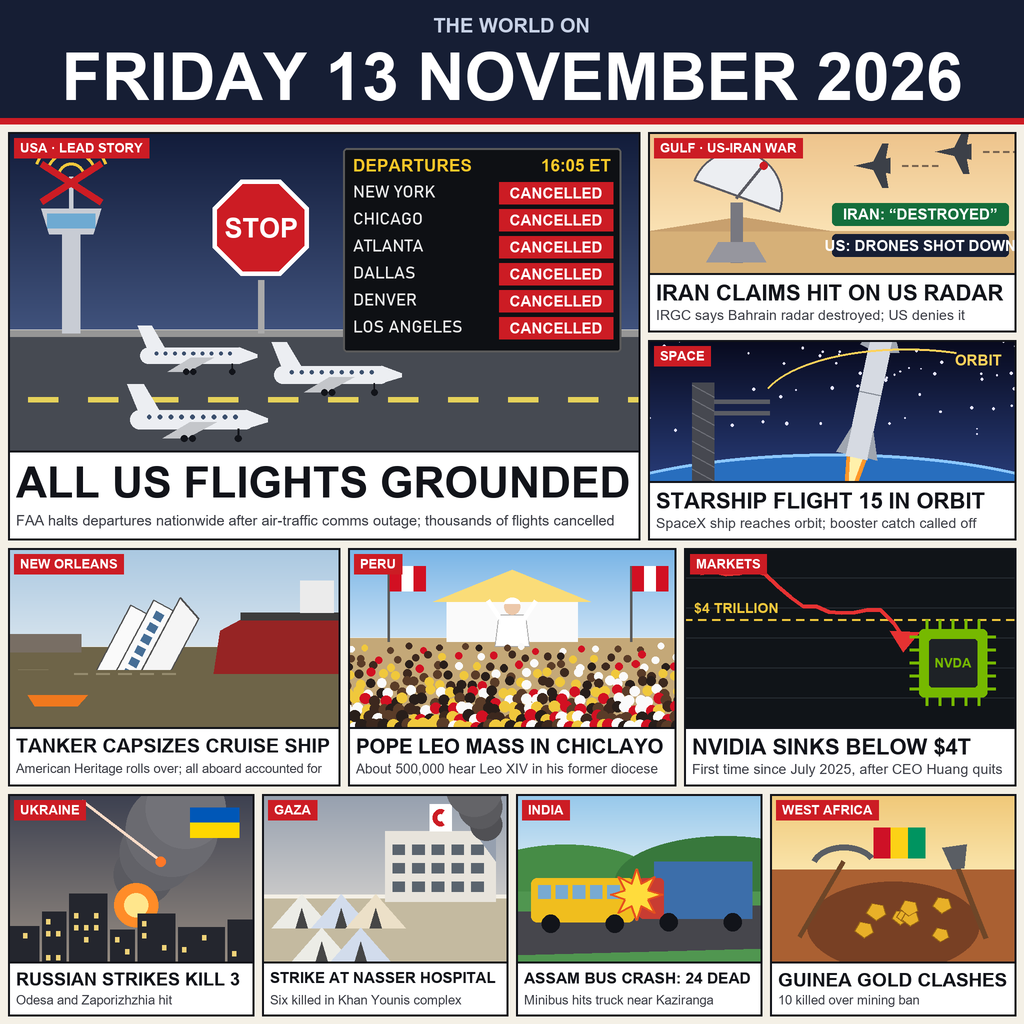 THE WORLD ON
FRIDAY 13 NOVEMBER 2026
USA · LEAD STORY
STOP
DEPARTURES 16:05 ET
NEW YORK CANCELLED
CHICAGO CANCELLED
ATLANTA CANCELLED
DALLAS CANCELLED
DENVER CANCELLED
LOS ANGELES CANCELLED
ALL US FLIGHTS GROUNDED
FAA halts departures nationwide after air-traffic comms outage; thousands of flights cancelled
GULF · US-IRAN WAR
IRAN: “DESTROYED”
US: DRONES SHOT DOWN
IRAN CLAIMS HIT ON US RADAR
IRGC says Bahrain radar destroyed; US denies it
SPACE
ORBIT
STARSHIP FLIGHT 15 IN ORBIT
SpaceX ship reaches orbit; booster catch called off
NEW ORLEANS
TANKER CAPSIZES CRUISE SHIP
American Heritage rolls over; all aboard accounted for
PERU
POPE LEO MASS IN CHICLAYO
About 500,000 hear Leo XIV in his former diocese
MARKETS
$4 TRILLION
NVDA
NVIDIA SINKS BELOW $4T
First time since July 2025, after CEO Huang quits
UKRAINE
RUSSIAN STRIKES KILL 3
Odesa and Zaporizhzhia hit
GAZA
STRIKE AT NASSER HOSPITAL
Six killed in Khan Younis complex
INDIA
ASSAM BUS CRASH: 24 DEAD
Minibus hits truck near Kaziranga
WEST AFRICA
GUINEA GOLD CLASHES
10 killed over mining ban